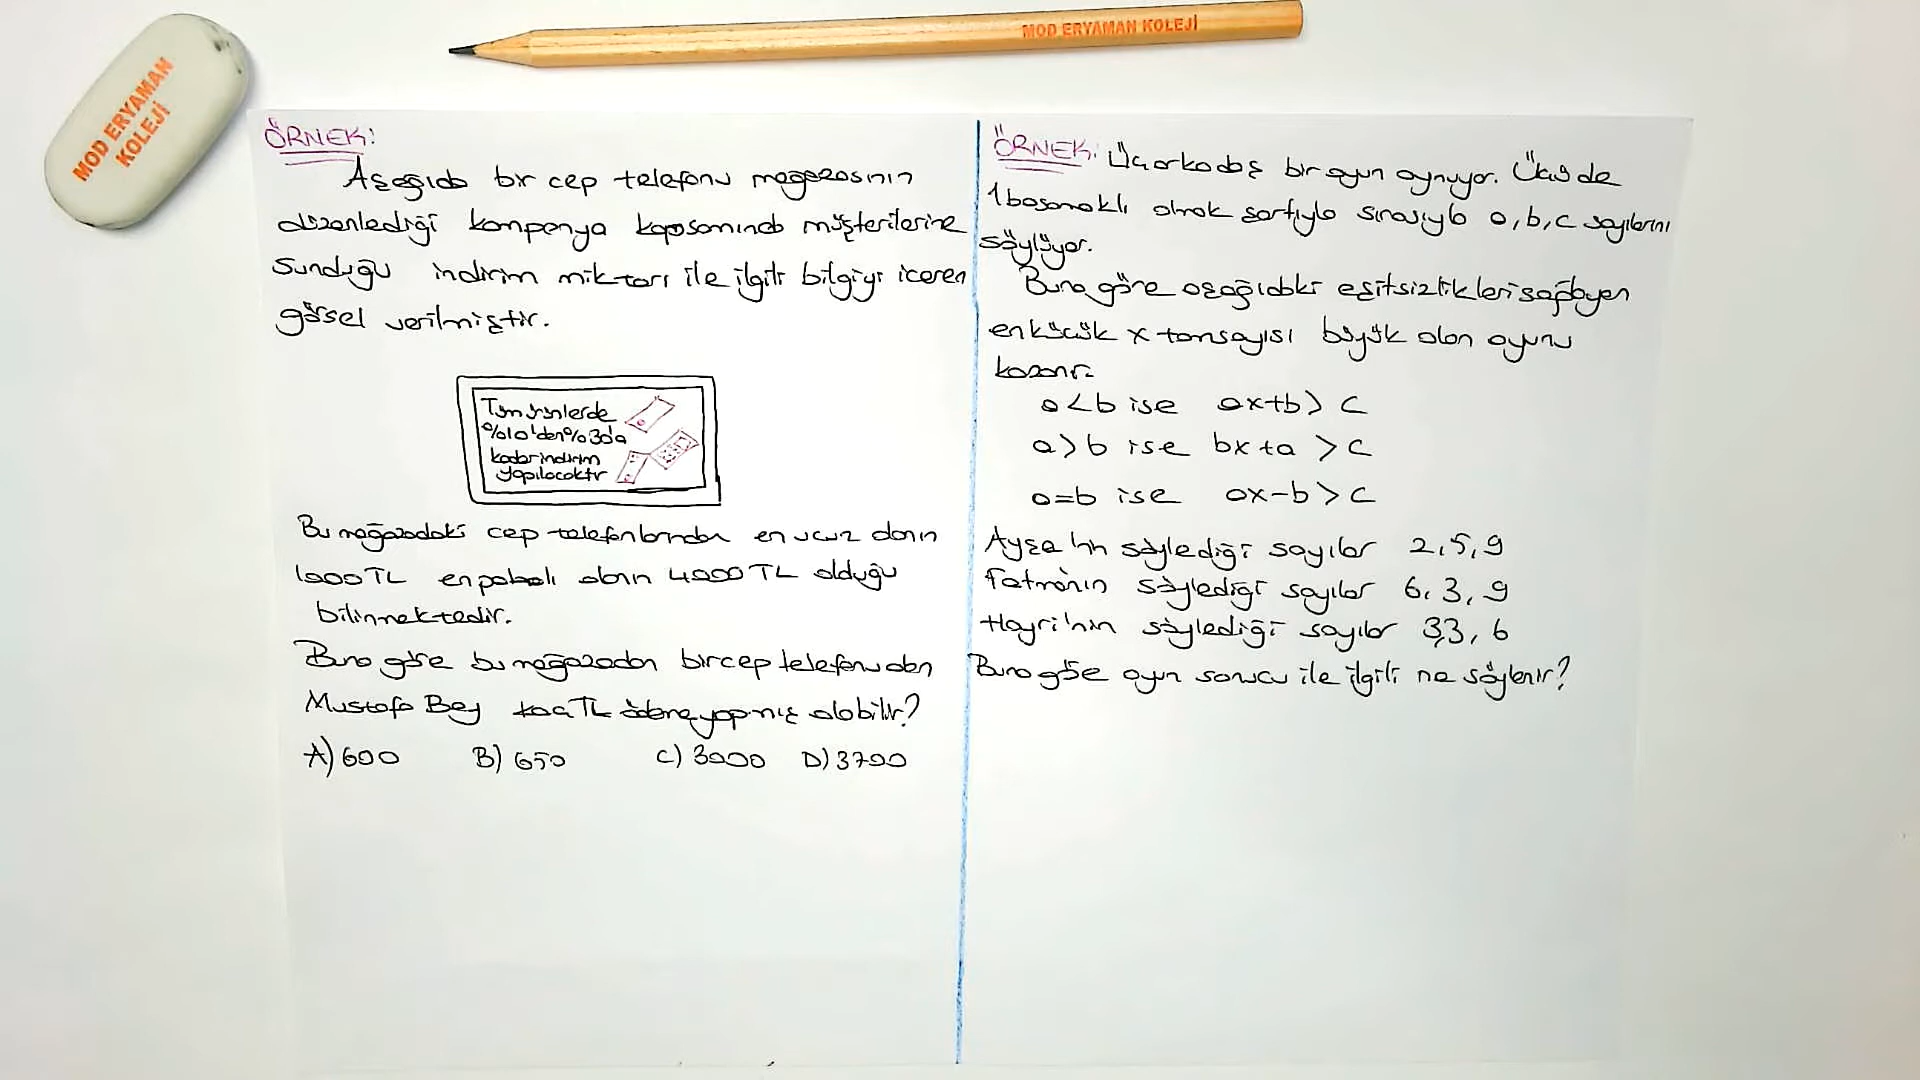 MOD ERYAMAN
KOLEJİ
MOD ERYAMAN KOLEJİ
ÖRNEK:
Aşağıda bir cep telefonu mağazasının
düzenlediği kampanya kapsamında müşterilerine
sunduğu indirim miktarı ile ilgili bilgiyi içeren
görsel verilmiştir.
Tüm ürünlerde
%10'den %30'a
kadar indirim
yapılacaktır
Bu mağazadaki cep telefonlarından en ucuz olanın
1000 TL en pahalı olanın 4000 TL olduğu
bilinmektedir.
Buna göre bu mağazadan bir cep telefonu alan
Mustafa Bey kaç TL ödeme yapmış olabilir?
A) 600 B) 650 C) 3000 D) 3700
ÖRNEK: Üç arkadaş bir oyun oynuyor. Üçü de
1 basamaklı olmak şartıyla sırasıyla a, b, c sayılarını
söylüyor.
Buna göre aşağıdaki eşitsizlikleri sağlayan
en küçük x tamsayısı büyük olan oyunu
kazanır.
a<b ise ax+b> c
a>b ise bx+a > c
a=b ise ax-b > c
Ayşe'nin söylediği sayılar 2, 5, 9
Fatma'nın söylediği sayılar 6, 3, 9
Hayri'nin söylediği sayılar 3,3, 6
Buna göre oyun sonucu ile ilgili ne söylenir?